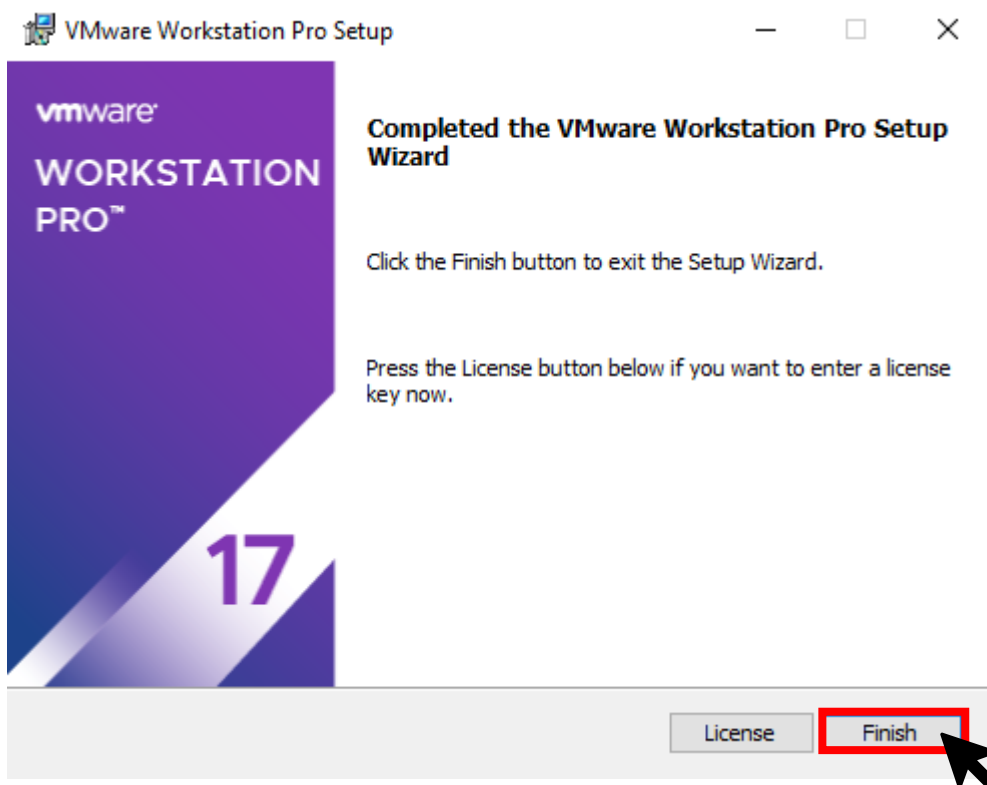 VMware Workstation Pro Setup
vmware
WORKSTATION
PRO™
17
Completed the VMware Workstation Pro Setup
Wizard
Click the Finish button to exit the Setup Wizard.
Press the License button below if you want to enter a license
key now.
License Finish